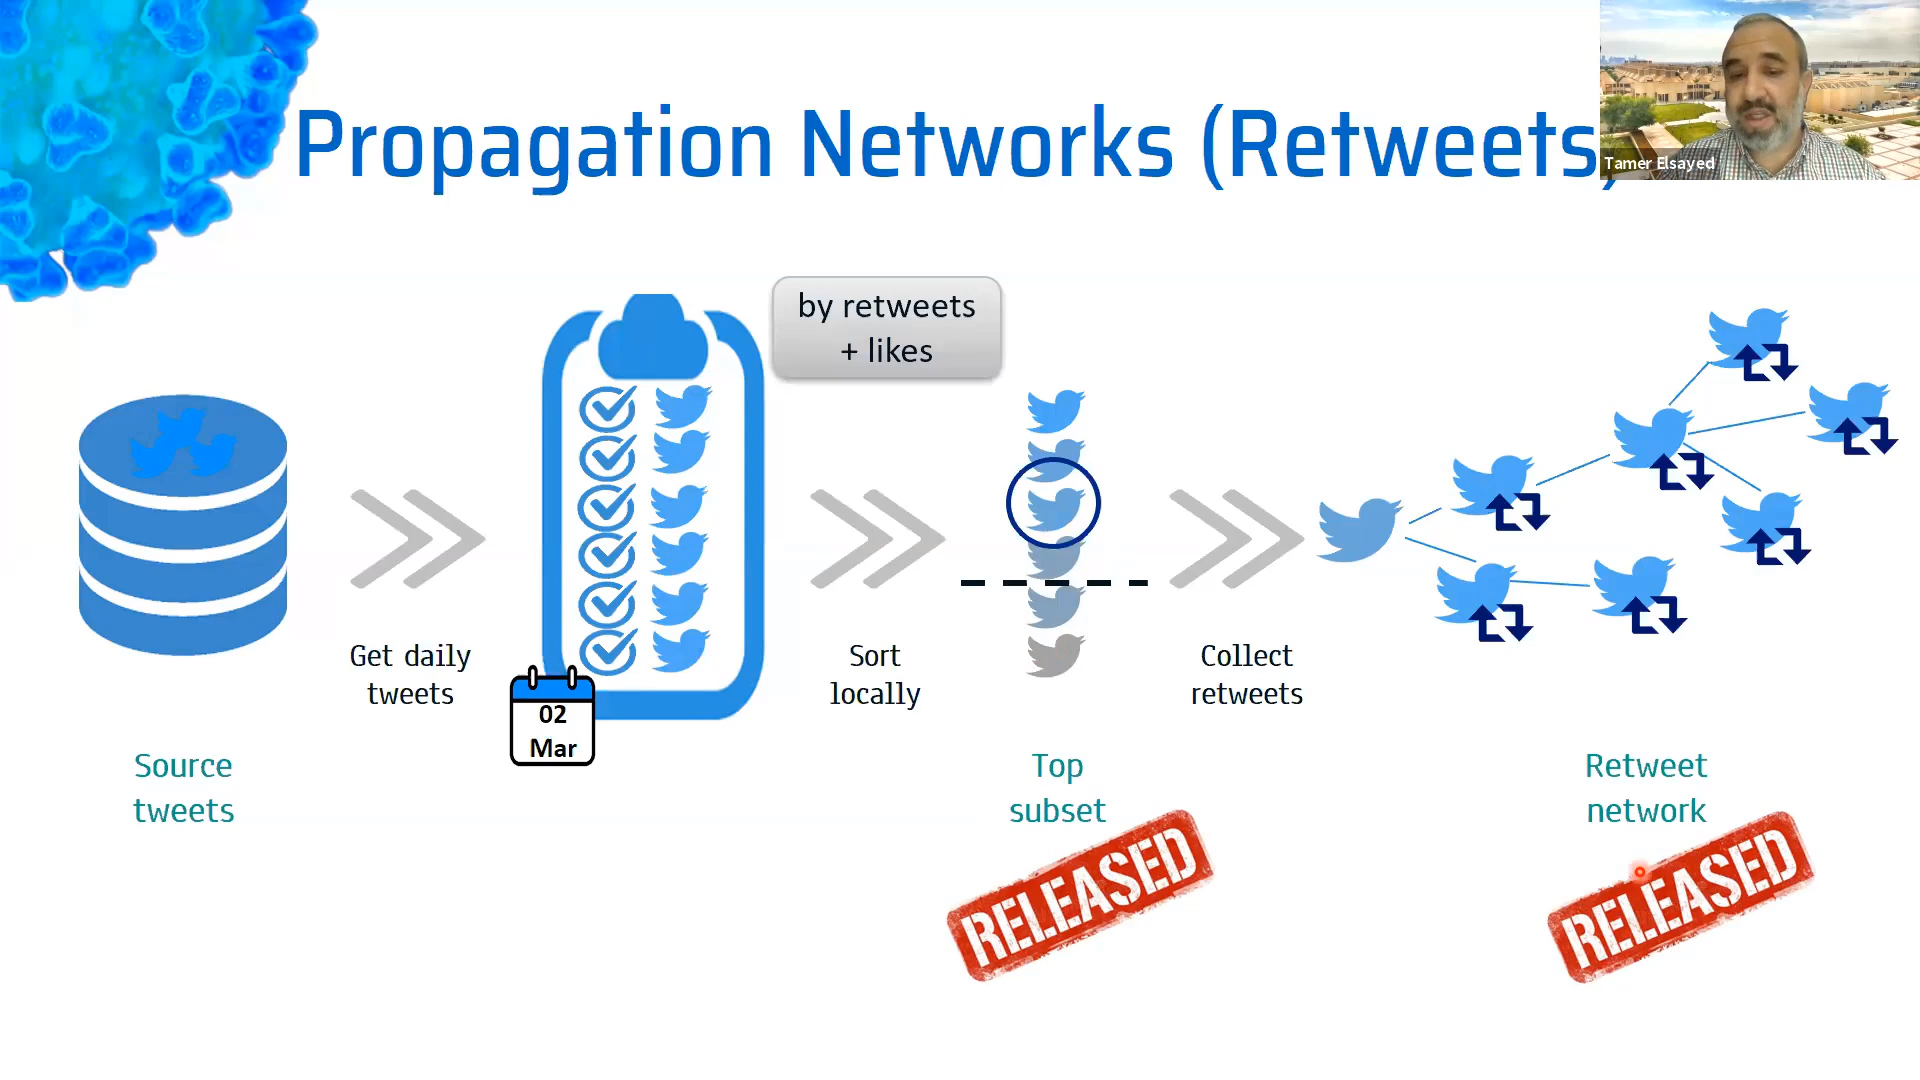 Propagation Networks (Retweets)
Tamer Elsayed
by retweets
+ likes
Get daily
tweets
02
Mar
Sort
locally
Collect
retweets
Source
tweets
Top
subset
RELEASED
Retweet
network
RELEASED